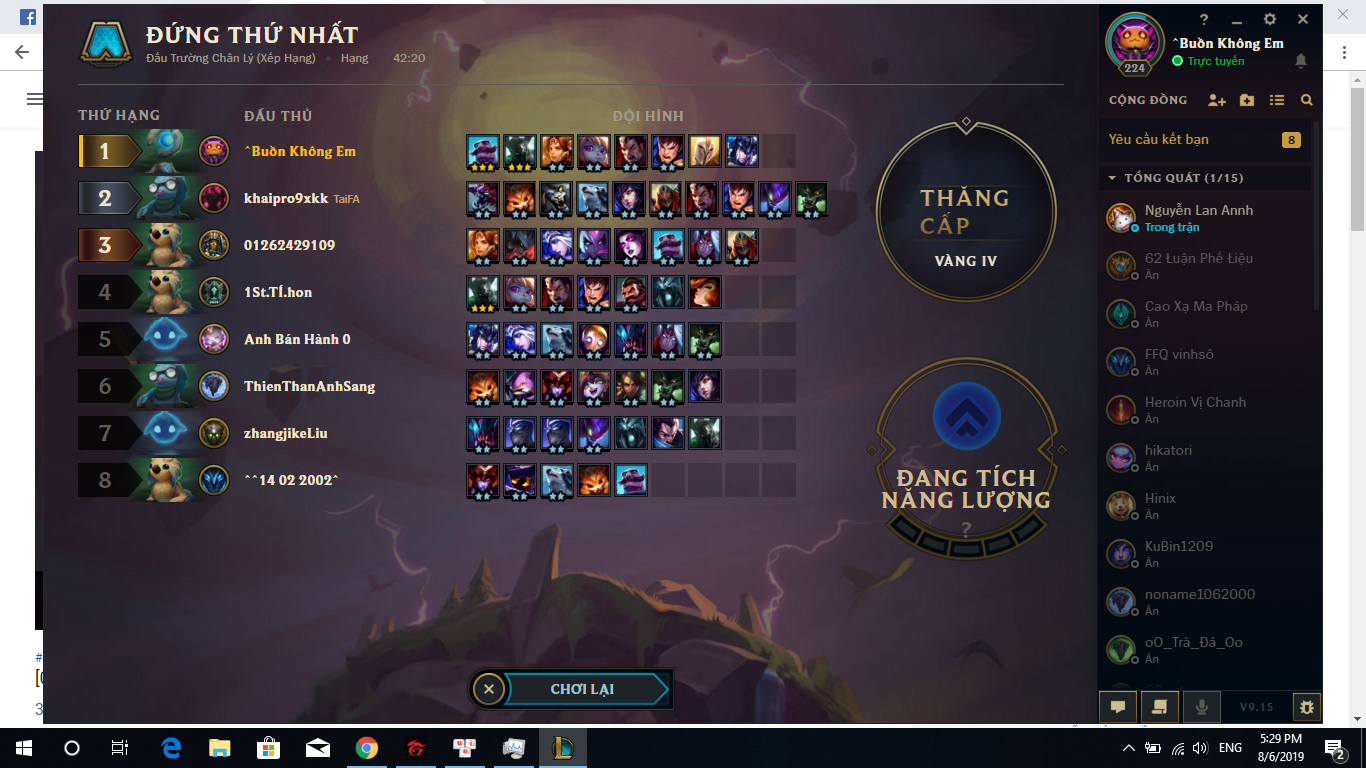 ĐỨNG THỨ NHẤT
Đấu Trường Chân Lý (Xếp Hạng) • Hạng 42:20
THỨ HẠNG ĐẤU THỦ ĐỘI HÌNH
1 ^Buồn Không Em
2 khaipro9xkk TaiFA
3 01262429109
4 1St.TÍ.hon
5 Anh Bán Hành 0
6 ThienThanAnhSang
7 zhangjikeLiu
8 ^^14 02 2002^
THĂNG
CẤP
VÀNG IV
ĐANG TÍCH
NĂNG LƯỢNG
?
CHƠI LẠI
?
^Buồn Không Em
Trực tuyến
224
CỘNG ĐỒNG
Yêu cầu kết bạn 8
TỔNG QUÁT (1/15)
Nguyễn Lan Annh
Trong trận
62 Luận Phế Liệu
Ẩn
Cao Xạ Ma Pháp
Ẩn
FFQ vinhsô
Ẩn
Heroin Vị Chanh
Ẩn
hikatori
Ẩn
Hinix
Ẩn
KuBin1209
Ẩn
noname1062000
Ẩn
oO_Trà_Đá_Oo
Ẩn
V9.15
#
[
3
ENG
5:29 PM
8/6/2019
2